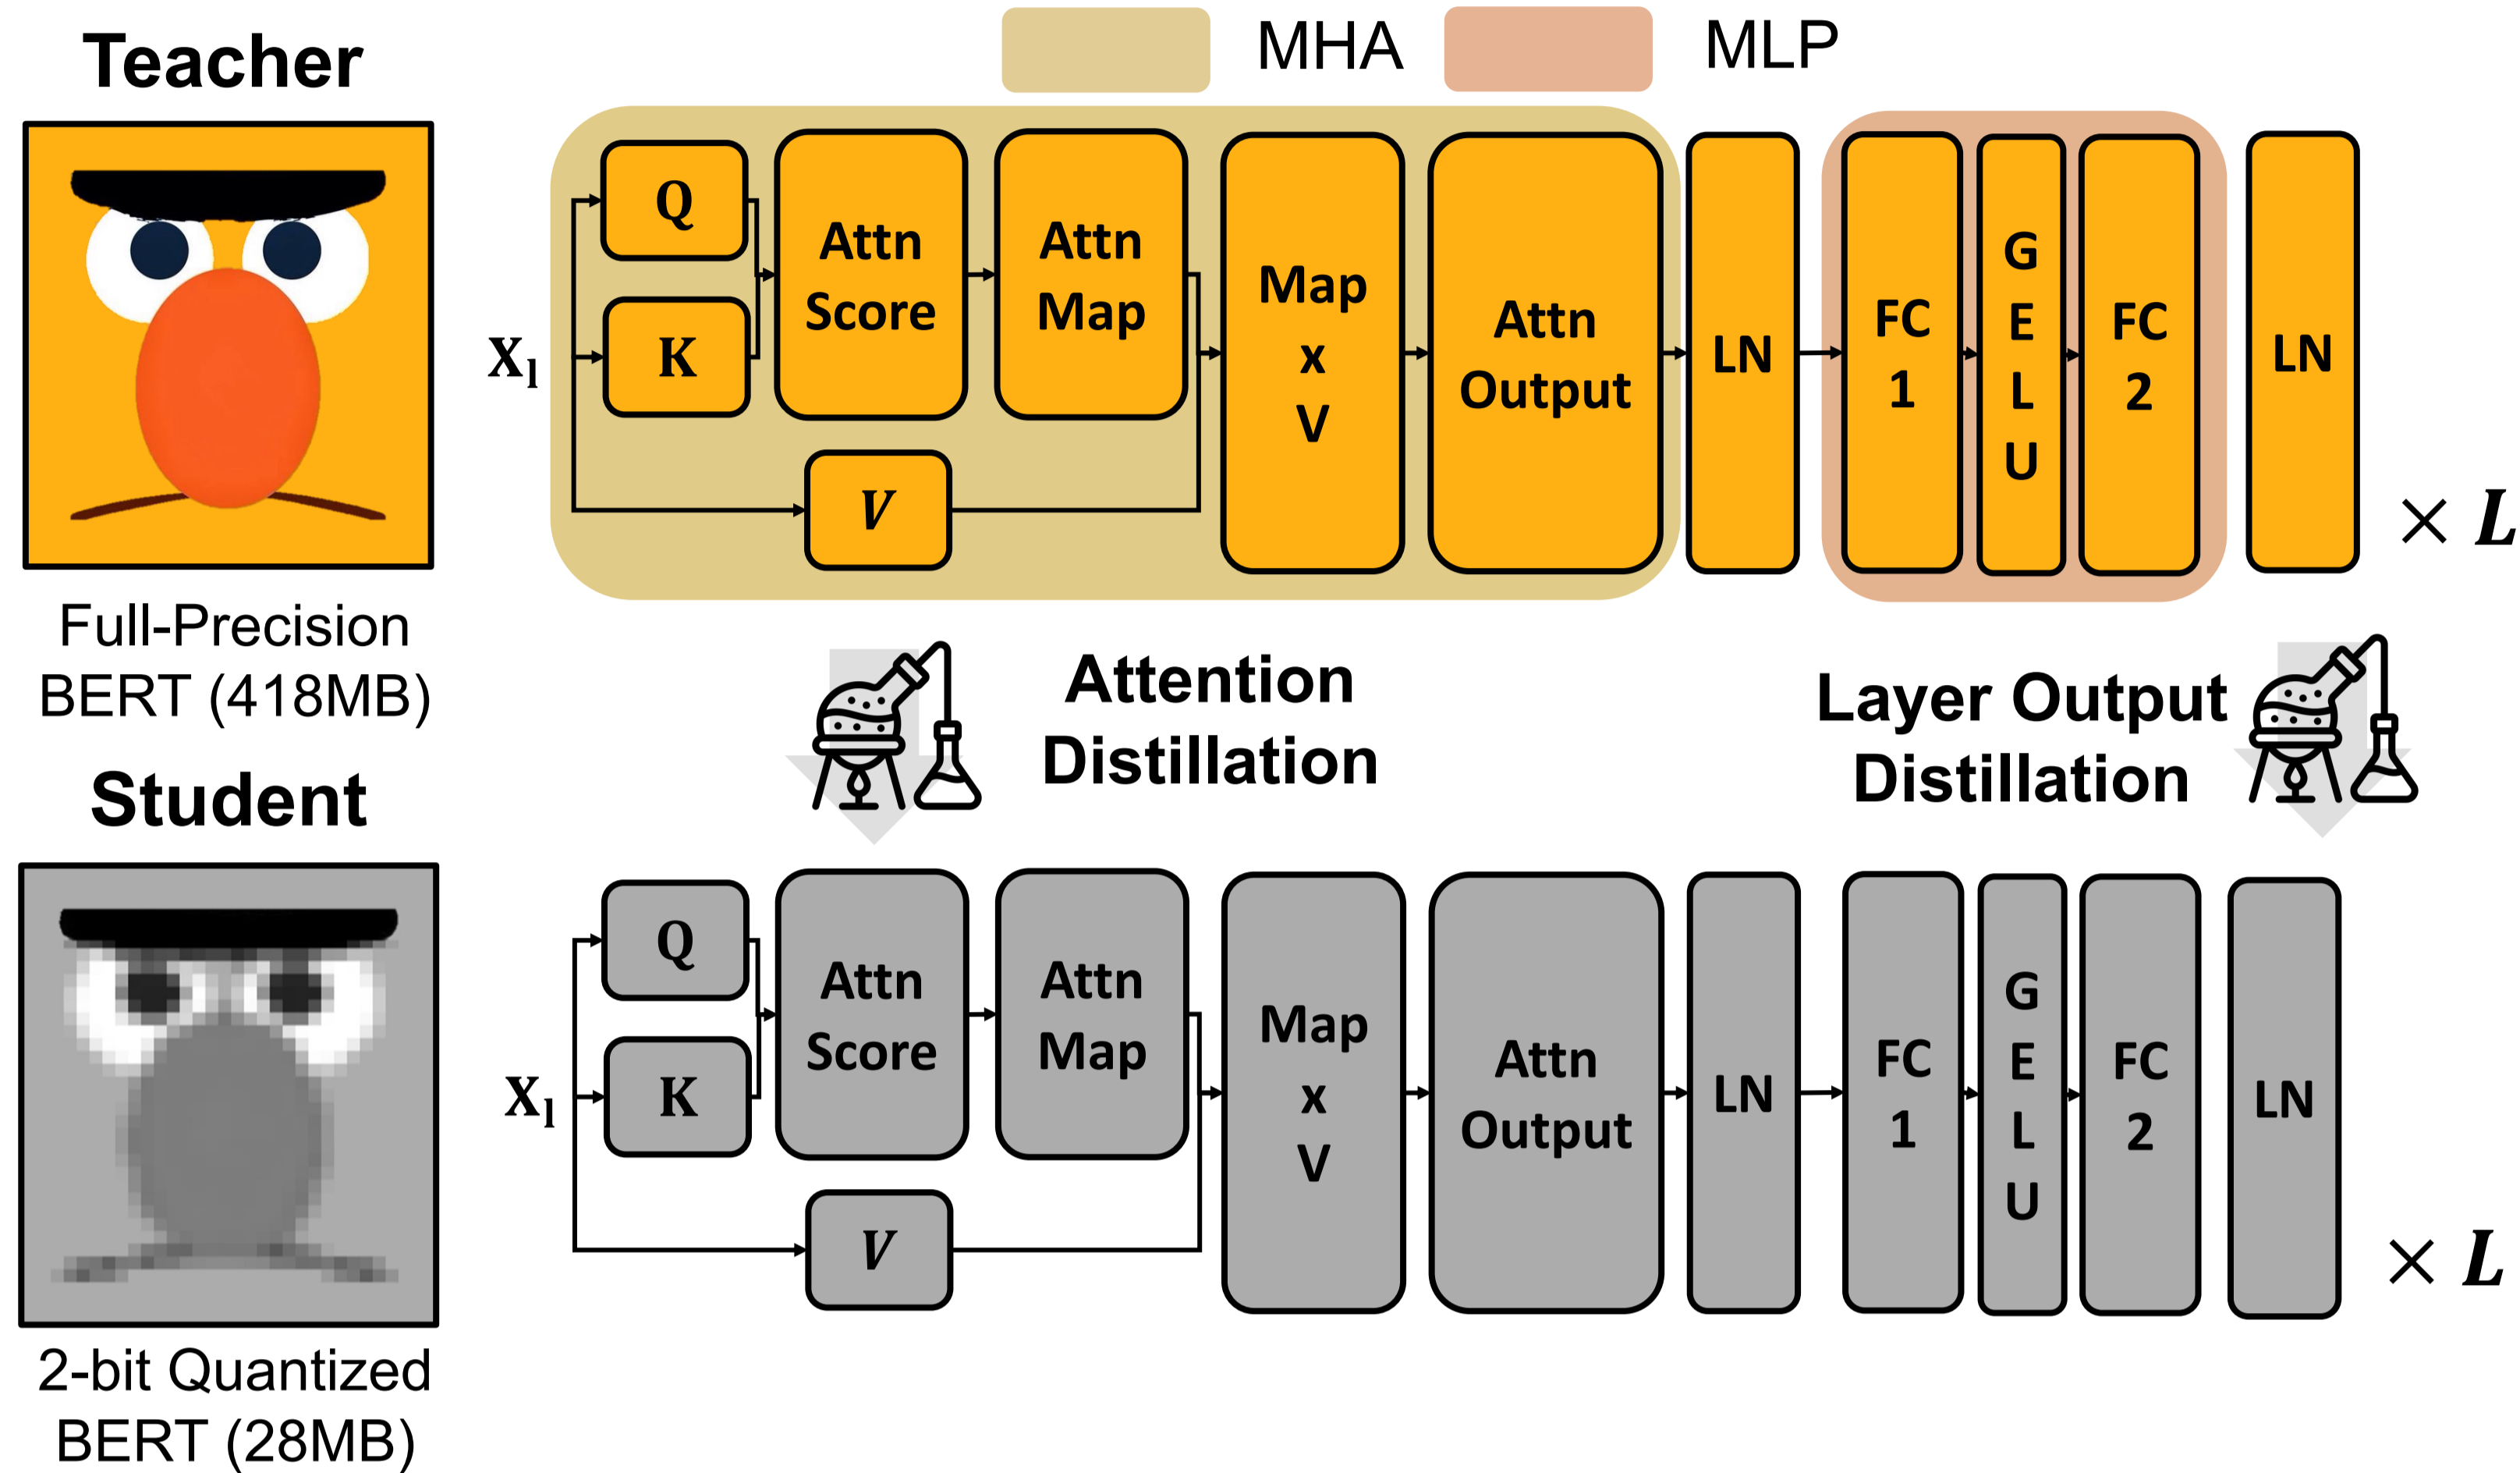 MHA
MLP
Teacher
Full-Precision
BERT (418MB)
X_l
Q
K
V
Attn
Score
Attn
Map
Map
x
V
Attn
Output
LN
FC
1
G
E
L
U
FC
2
LN
× L
Attention
Distillation
Layer Output
Distillation
Student
2-bit Quantized
BERT (28MB)
X_l
Q
K
V
Attn
Score
Attn
Map
Map
x
V
Attn
Output
LN
FC
1
G
E
L
U
FC
2
LN
× L